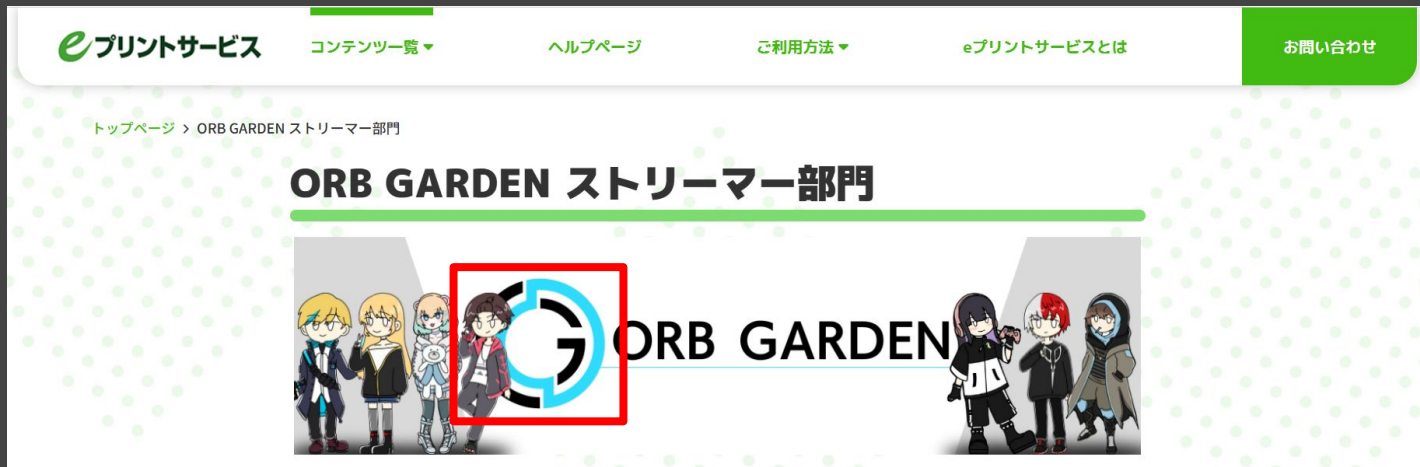 eプリントサービス
コンテンツ一覧▼
ヘルプページ
ご利用方法▼
eプリントサービスとは
お問い合わせ
トップページ > ORB GARDEN ストリーマー部門
ORB GARDEN ストリーマー部門
G ORB GARDEN